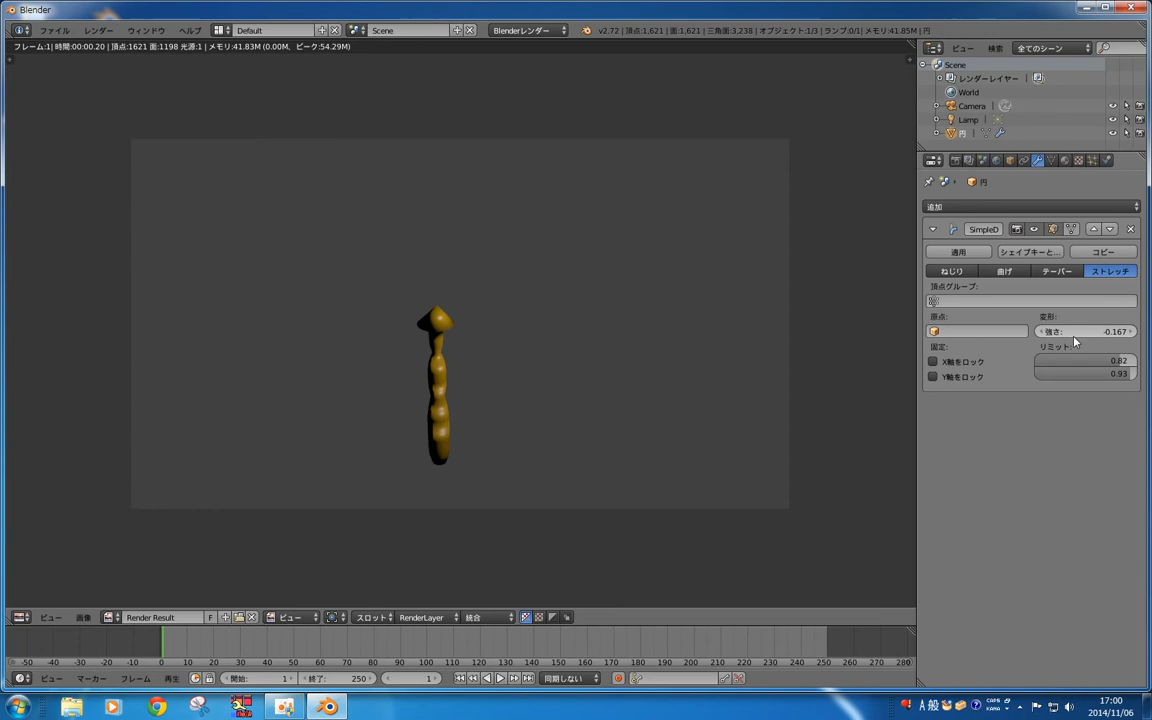 Blender
ファイル レンダー ウィンドウ ヘルプ Default Scene Blenderレンダー v2.72 | 頂点:1,621 | 面:1,621 | 三角面:3,238 | オブジェクト:1/3 | ランプ:0/1 | メモリ:41.85M | 円
フレーム:1| 時間:00:00.20 | 頂点:1621 面:1198 光源:1 | メモリ:41.83M (0.00M, ピーク:54.29M)
ビュー 検索 全てのシーン
Scene
レンダーレイヤー
World
Camera
Lamp
円
円
追加
SimpleD
適用 シェイプキーと... コピー
ねじり 曲げ テーパー ストレッチ
頂点グループ:
原点: 変形:
強さ: -0.167
固定: リミット:
X軸をロック 0.82
Y軸をロック 0.93
ビュー 画像 Render Result F ビュー スロット RenderLayer 統合
-50 -40 -30 -20 -10 0 10 20 30 40 50 60 70 80 90 100 110 120 130 140 150 160 170 180 190 200 210 220 230 240 250 260 270 280
ビュー マーカー フレーム 再生 開始: 1 終了: 250 1 同期しない
A 般 CAPS KANA 17:00
2014/11/06